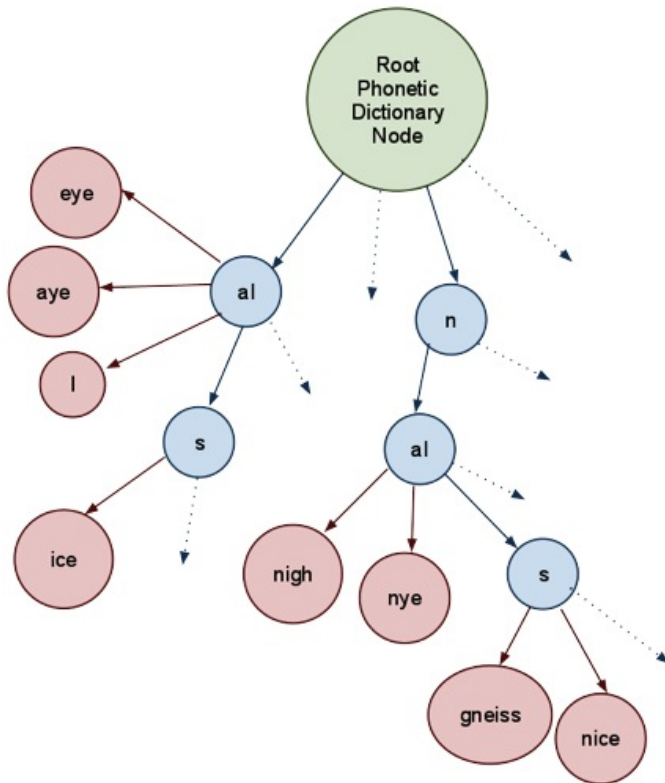 Root
Phonetic
Dictionary
Node
eye
aI
aye
n
I
s
aI
ice
nigh
nye
s
gneiss
nice